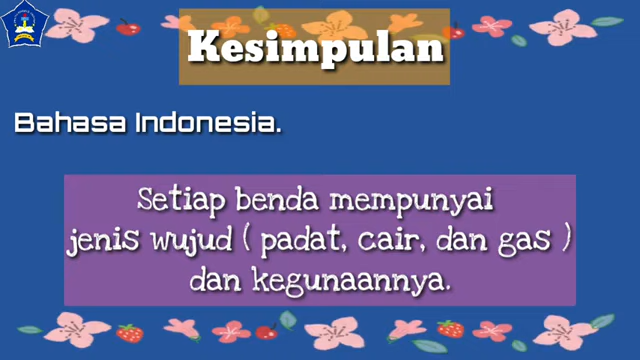 Kesimpulan
Bahasa Indonesia.
Setiap benda mempunyai
jenis wujud ( padat, cair, dan gas )
dan kegunaannya.